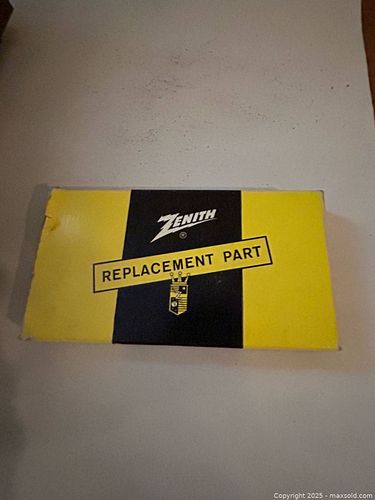 ZENITH
®
REPLACEMENT PART
Copyright © 2025 - maxsold.com